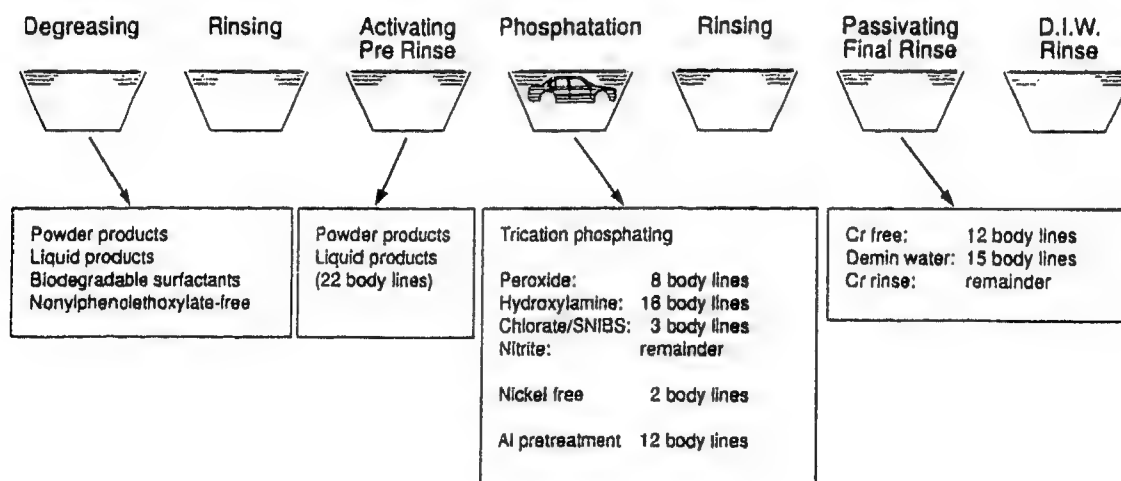 Degreasing
Rinsing
Activating
Pre Rinse
Phosphatation
Rinsing
Passivating
Final Rinse
D.I.W.
Rinse
Powder products
Liquid products
Biodegradable surfactants
Nonylphenolethoxylate-free
Powder products
Liquid products
(22 body lines)
Trication phosphating
Peroxide: 8 body lines
Hydroxylamine: 16 body lines
Chlorate/SNIBS: 3 body lines
Nitrite: remainder
Nickel free 2 body lines
Al pretreatment 12 body lines
Cr free: 12 body lines
Demin water: 15 body lines
Cr rinse: remainder